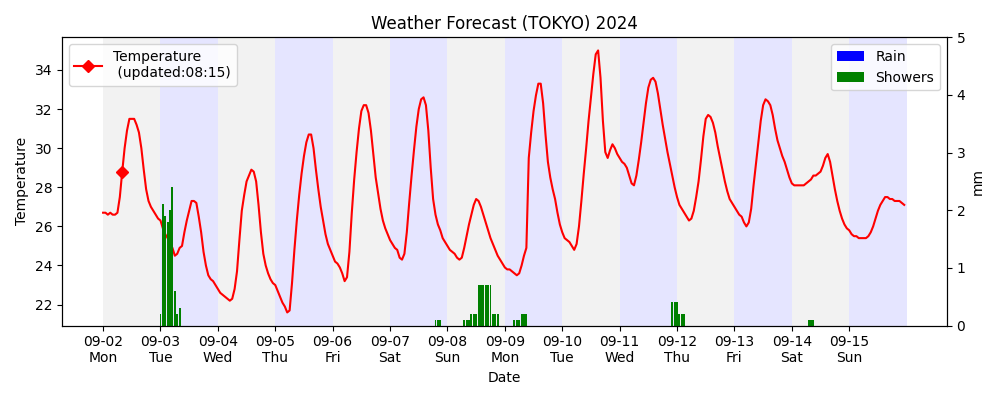 Weather Forecast (TOKYO) 2024
Temperature
(updated:08:15)
Rain
Showers
Temperature
34
32
30
28
26
24
22
5
4
3
2
1
0
mm
09-02 09-03 09-04 09-05 09-06 09-07 09-08 09-09 09-10 09-11 09-12 09-13 09-14 09-15
Mon Tue Wed Thu Fri Sat Sun Mon Tue Wed Thu Fri Sat Sun
Date